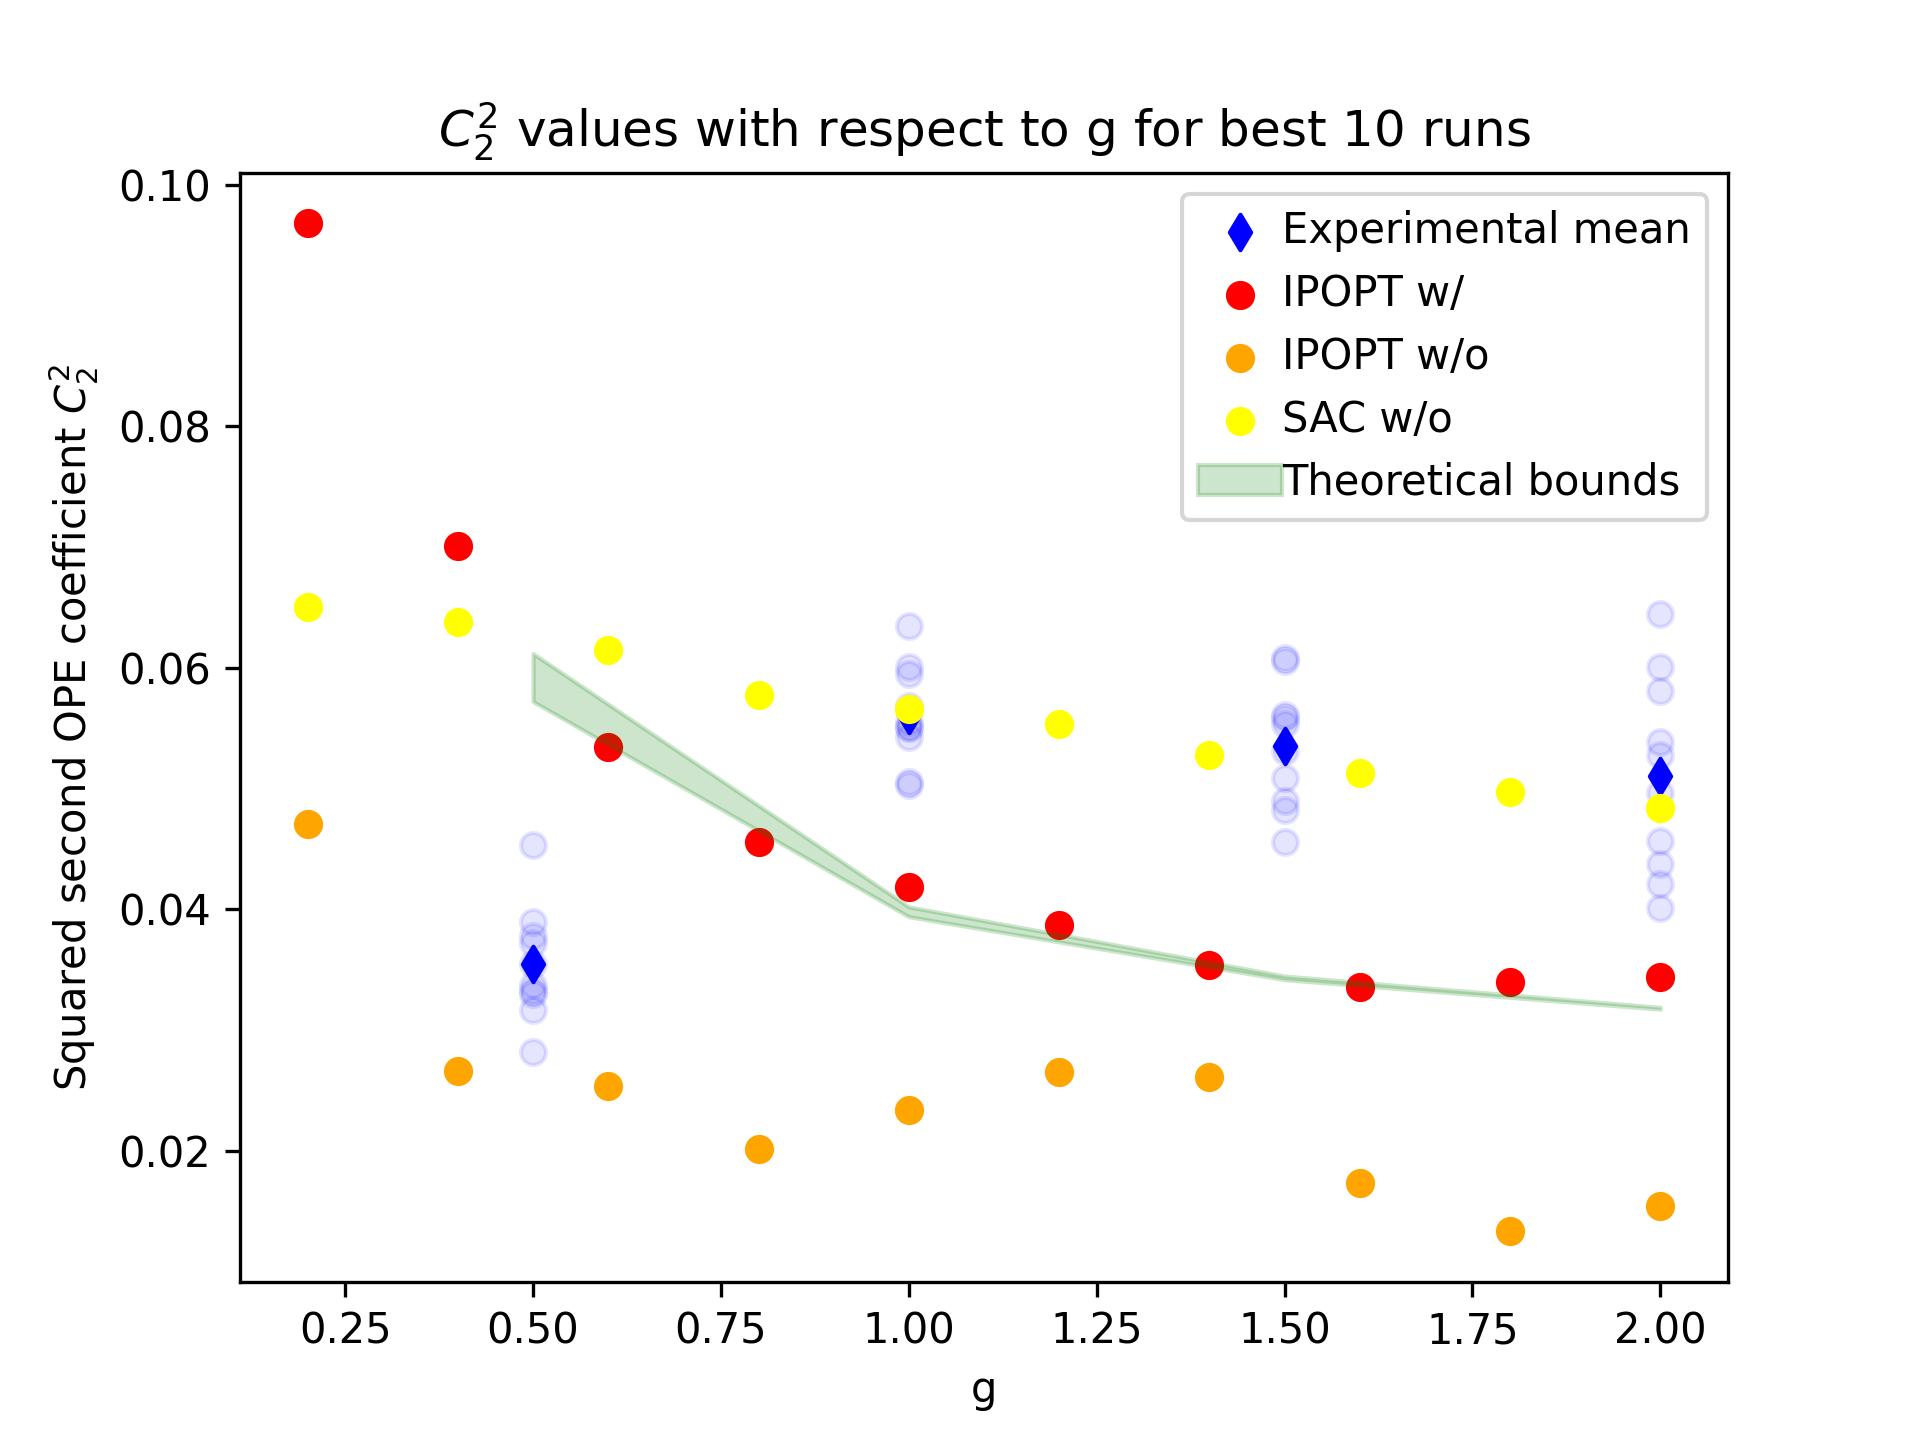 $C_2^2$ values with respect to g for best 10 runs
Squared second OPE coefficient $C_2^2$
0.10
0.08
0.06
0.04
0.02
Experimental mean
IPOPT w/
IPOPT w/o
SAC w/o
Theoretical bounds
0.25 0.50 0.75 1.00 1.25 1.50 1.75 2.00
g